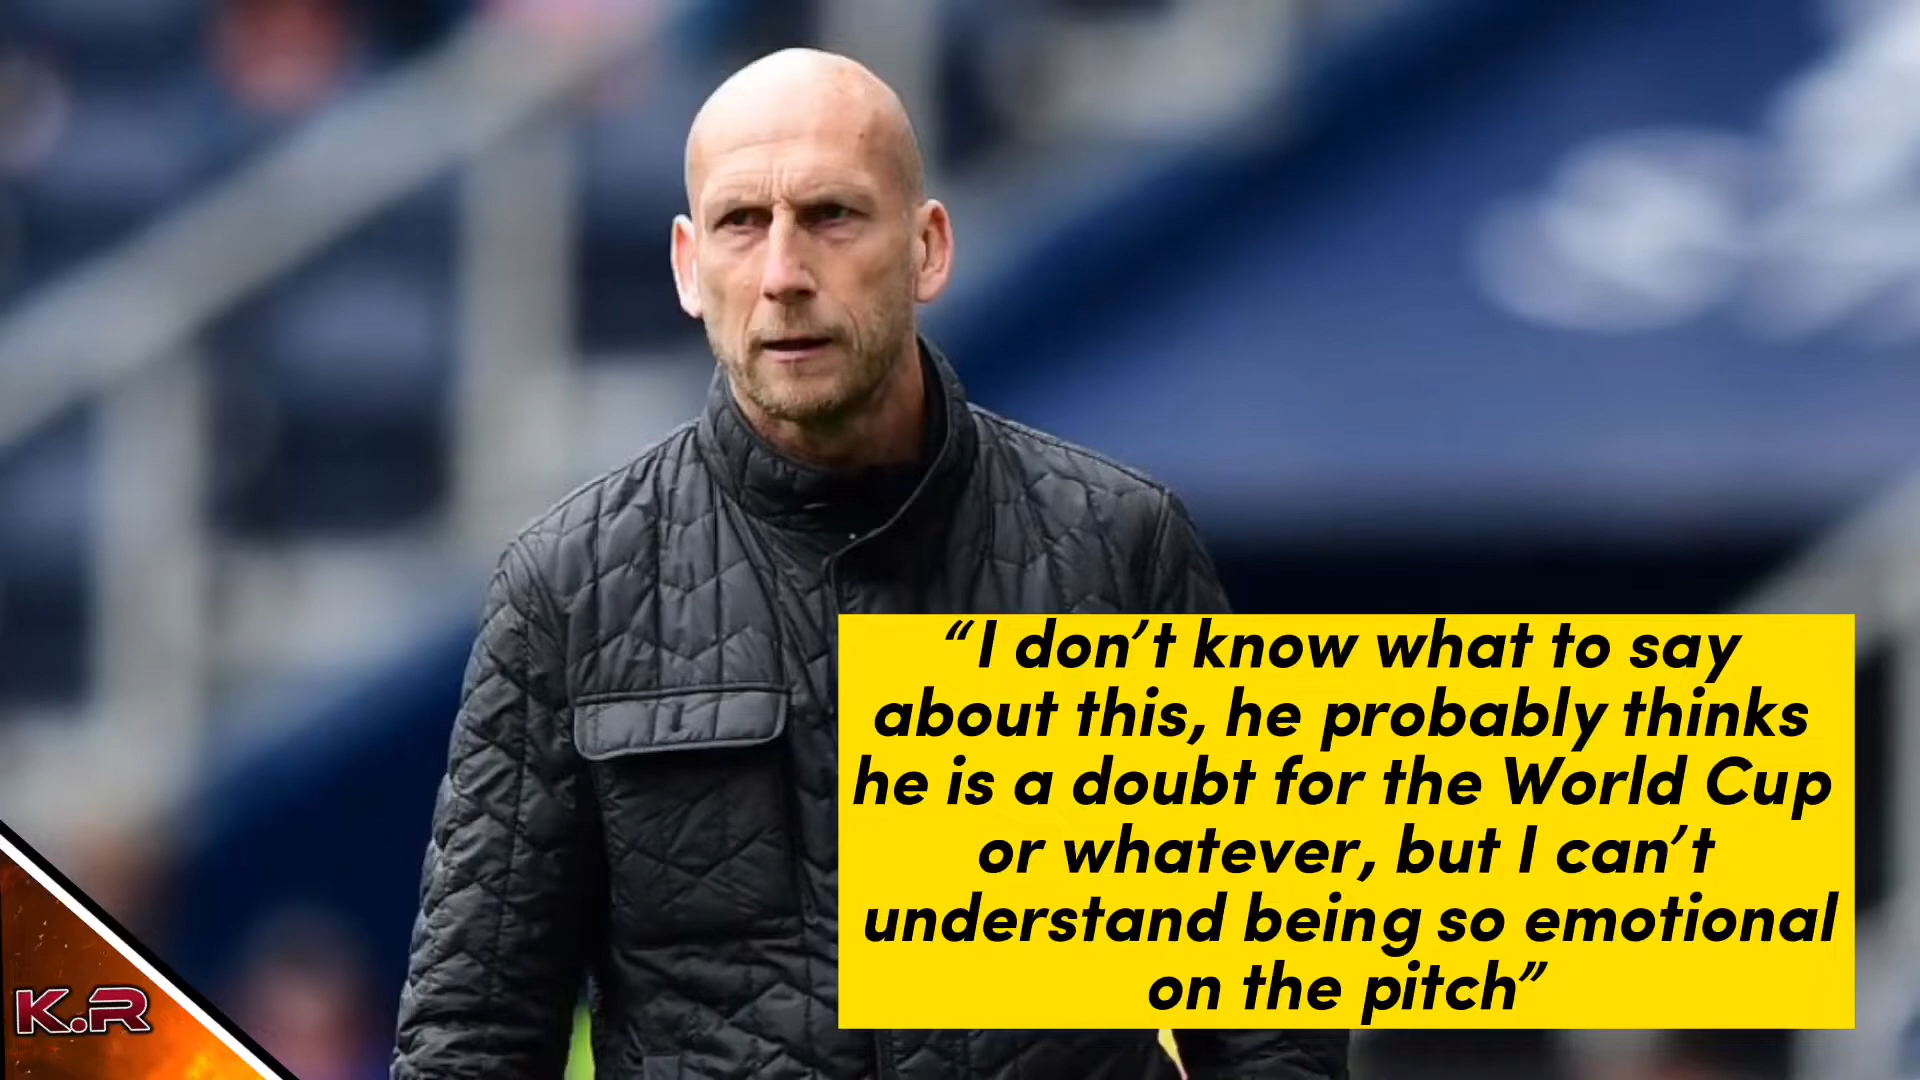 “I don’t know what to say
about this, he probably thinks
he is a doubt for the World Cup
or whatever, but I can’t
understand being so emotional
on the pitch”
K.R